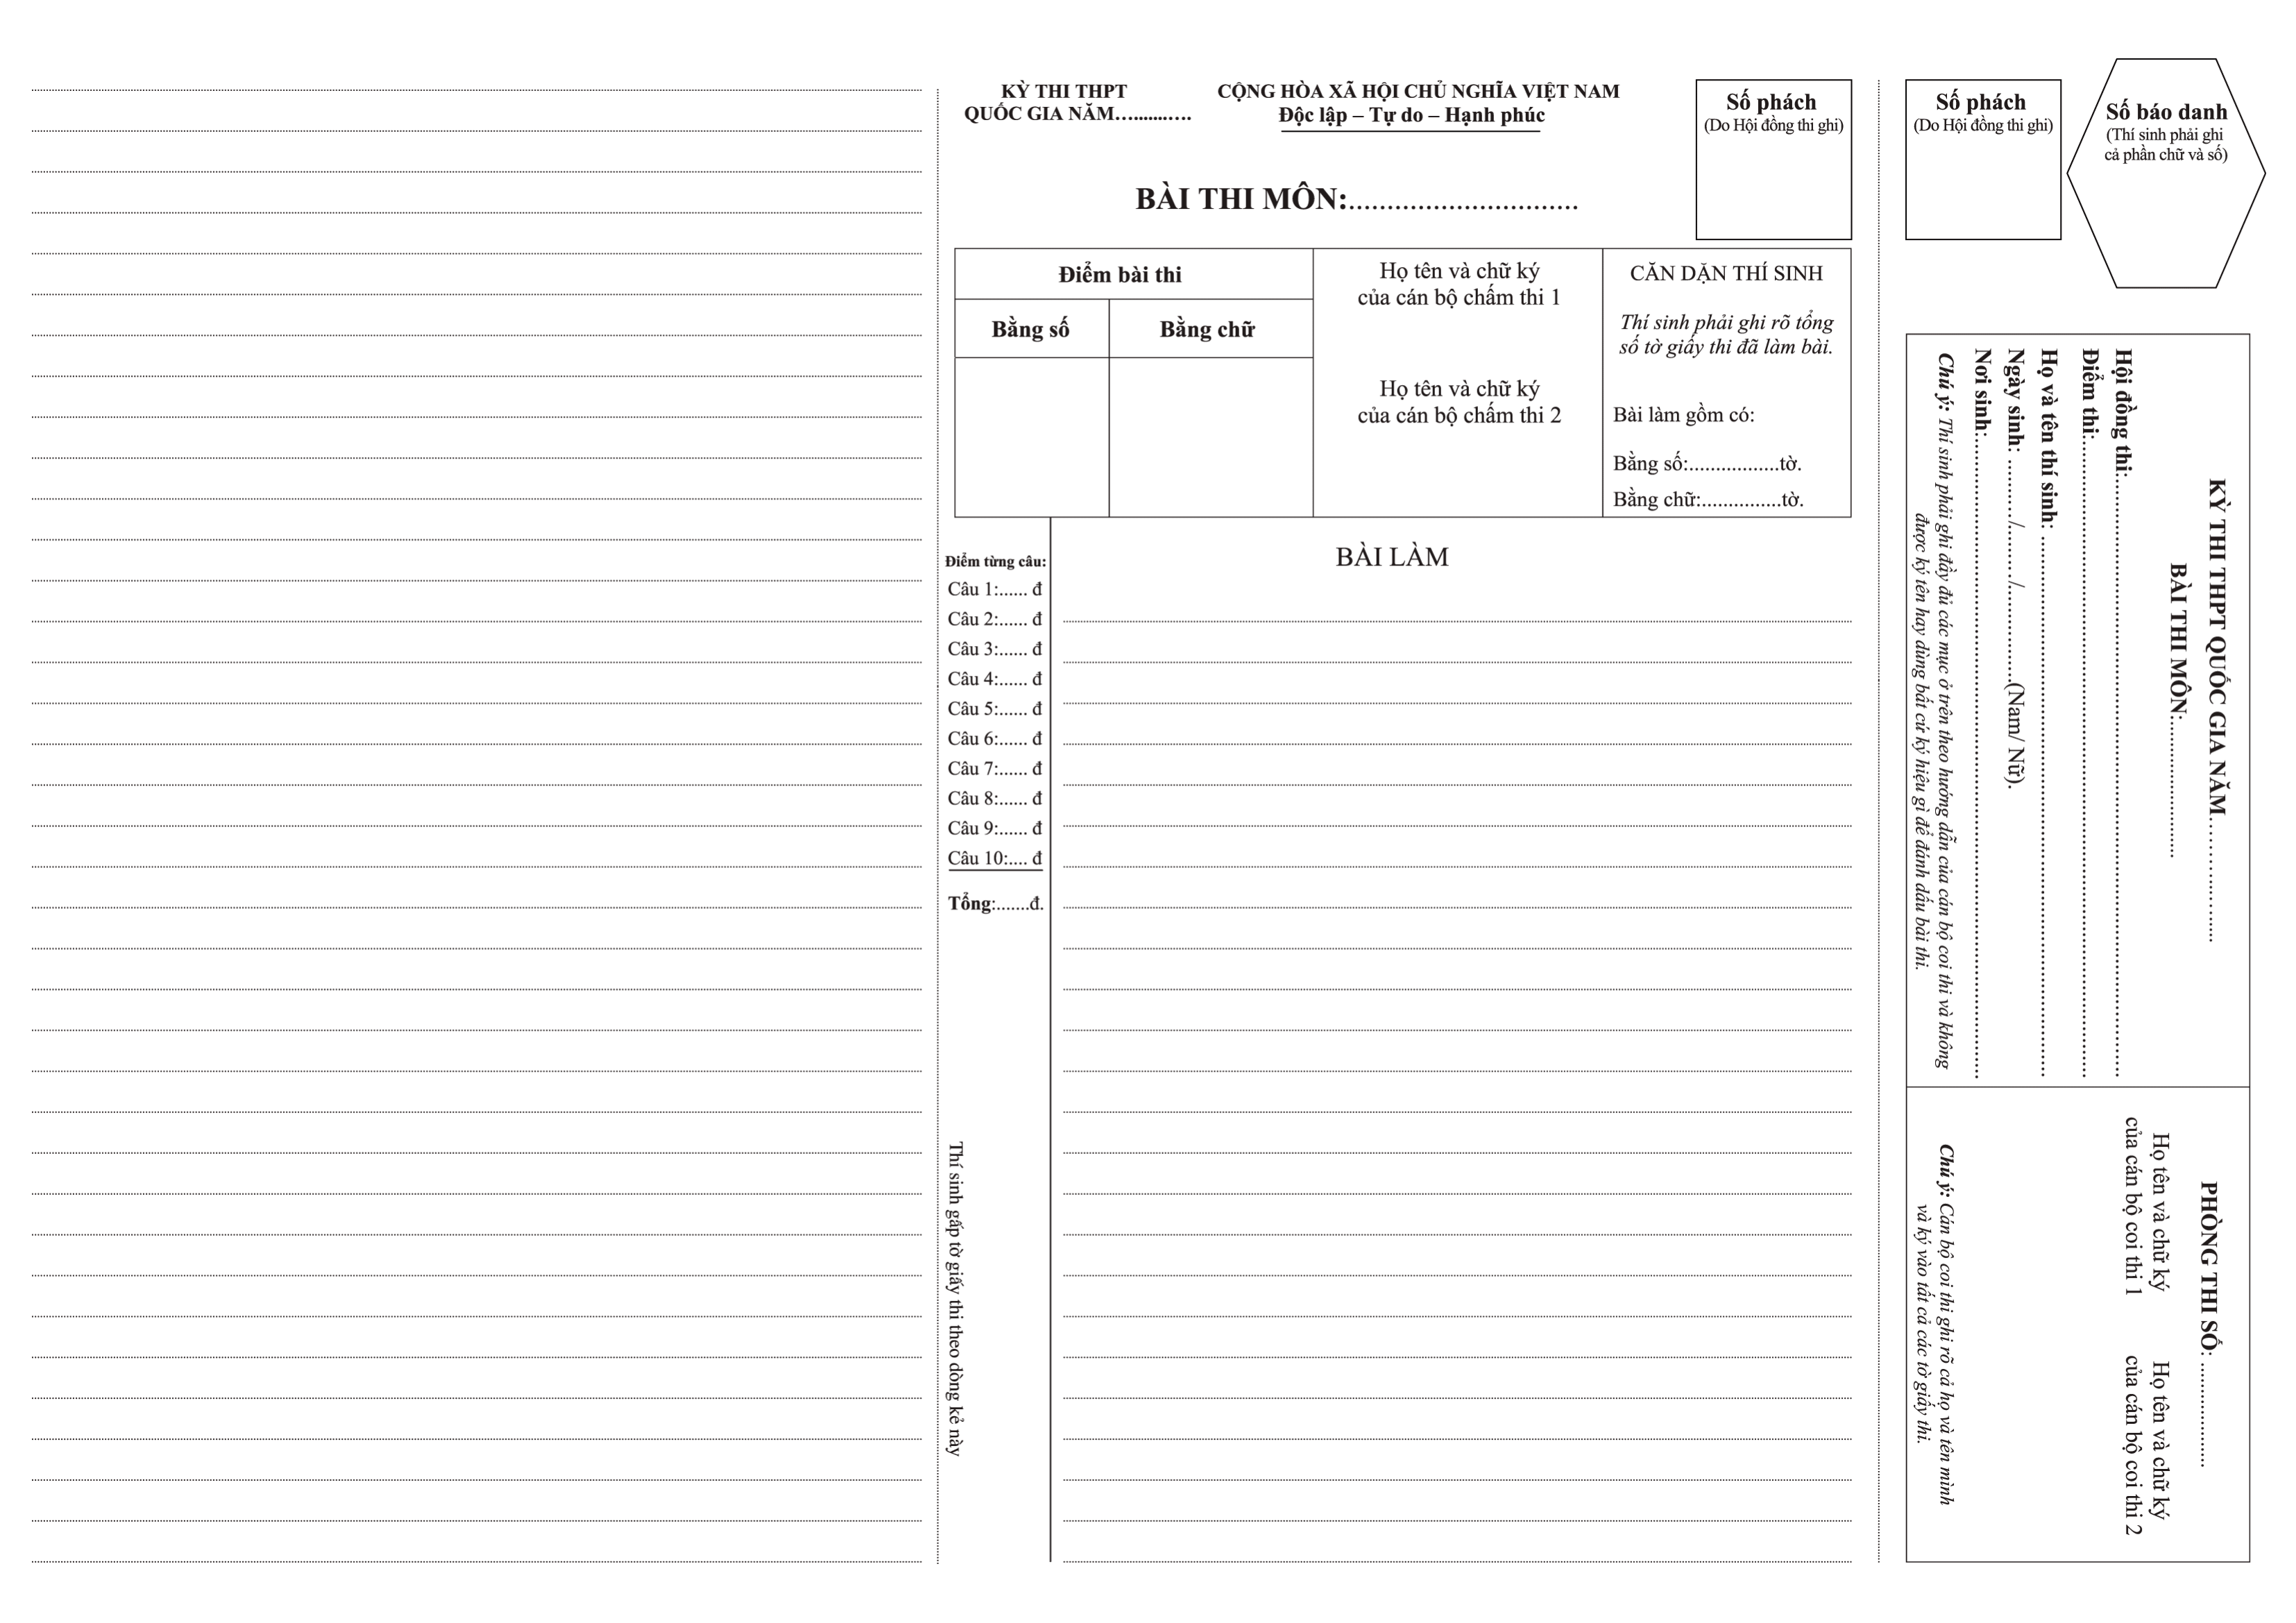 KỲ THI THPT
QUỐC GIA NĂM…......….
CỘNG HÒA XÃ HỘI CHỦ NGHĨA VIỆT NAM
Độc lập – Tự do – Hạnh phúc
BÀI THI MÔN:..............................
Số phách
(Do Hội đồng thi ghi)
Điểm bài thi
Bằng số
Bằng chữ
Họ tên và chữ ký
của cán bộ chấm thi 1
Họ tên và chữ ký
của cán bộ chấm thi 2
CĂN DẶN THÍ SINH
Thí sinh phải ghi rõ tổng
số tờ giấy thi đã làm bài.
Bài làm gồm có:
Bằng số:.................tờ.
Bằng chữ:...............tờ.
Điểm từng câu:
Câu 1:...... đ
Câu 2:...... đ
Câu 3:...... đ
Câu 4:...... đ
Câu 5:...... đ
Câu 6:...... đ
Câu 7:...... đ
Câu 8:...... đ
Câu 9:...... đ
Câu 10:.... đ
Tổng:.......đ.
Thí sinh gấp tờ giấy thi theo dòng kẻ này
BÀI LÀM
Số phách
(Do Hội đồng thi ghi)
Số báo danh
(Thí sinh phải ghi
cả phần chữ và số)
KỲ THI THPT QUỐC GIA NĂM..................
BÀI THI MÔN:......................
Hội đồng thi:..........................................................................
Điểm thi:..........................................................................
Họ và tên thí sinh: ..........................................................................
Ngày sinh: ........../........../...............(Nam/ Nữ).
Nơi sinh:..........................................................................
Chú ý: Thí sinh phải ghi đầy đủ các mục ở trên theo hướng dẫn của cán bộ coi thi và không
được ký tên hay dùng bất cứ ký hiệu gì để đánh dấu bài thi.
PHÒNG THI SỐ: ................
Họ tên và chữ ký
của cán bộ coi thi 1
Họ tên và chữ ký
của cán bộ coi thi 2
Chú ý: Cán bộ coi thi ghi rõ cả họ và tên mình
và ký vào tất cả các tờ giấy thi.